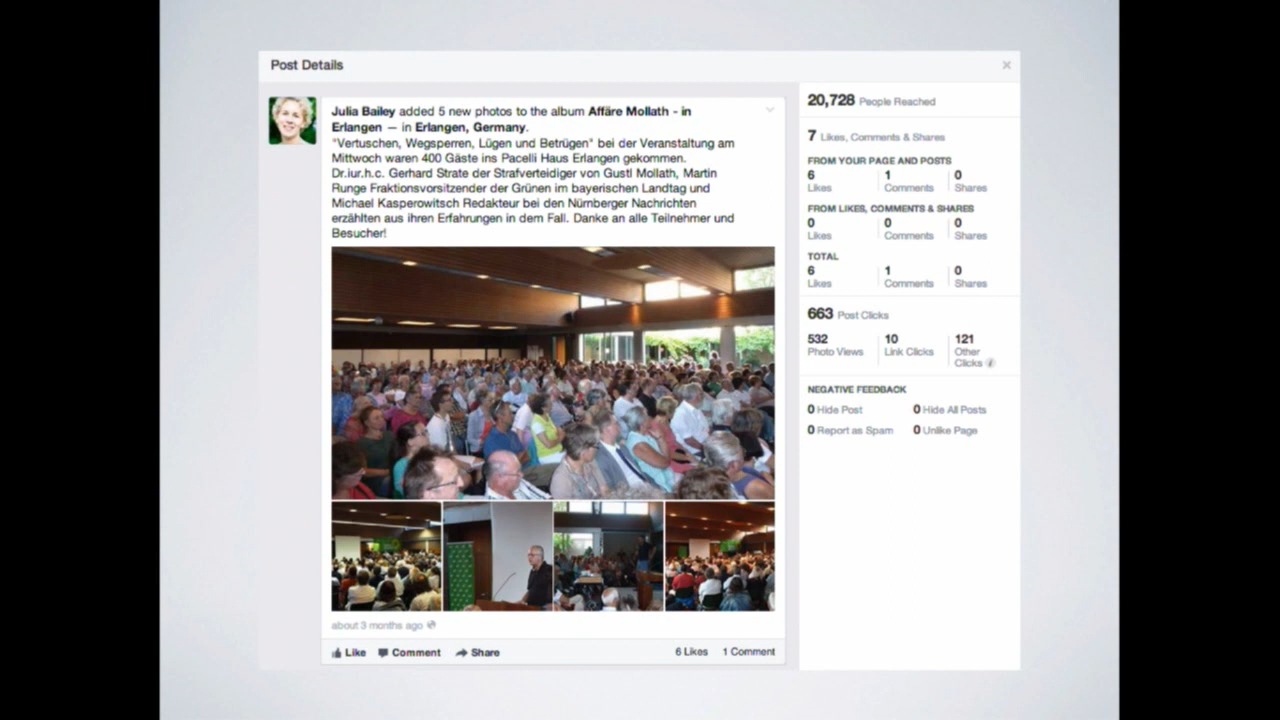 Post Details
Julia Bailey added 5 new photos to the album Affäre Mollath - in
Erlangen — in Erlangen, Germany.
"Vertuschen, Wegsperren, Lügen und Betrügen" bei der Veranstaltung am
Mittwoch waren 400 Gäste ins Pacelli Haus Erlangen gekommen.
Dr.iur.h.c. Gerhard Strate der Strafverteidiger von Gustl Mollath, Martin
Runge Fraktionsvorsitzender der Grünen im bayerischen Landtag und
Michael Kasperowitsch Redakteur bei den Nürnberger Nachrichten
erzählten aus ihren Erfahrungen in dem Fall. Danke an alle Teilnehmer und
Besucher!
about 3 months ago
Like Comment Share 6 Likes 1 Comment
20,728 People Reached
7 Likes, Comments & Shares
FROM YOUR PAGE AND POSTS
6 1 0
Likes Comments Shares
FROM LIKES, COMMENTS & SHARES
0 0 0
Likes Comments Shares
TOTAL
6 1 0
Likes Comments Shares
663 Post Clicks
532 10 121
Photo Views Link Clicks Other
Clicks
NEGATIVE FEEDBACK
0 Hide Post 0 Hide All Posts
0 Report as Spam 0 Unlike Page